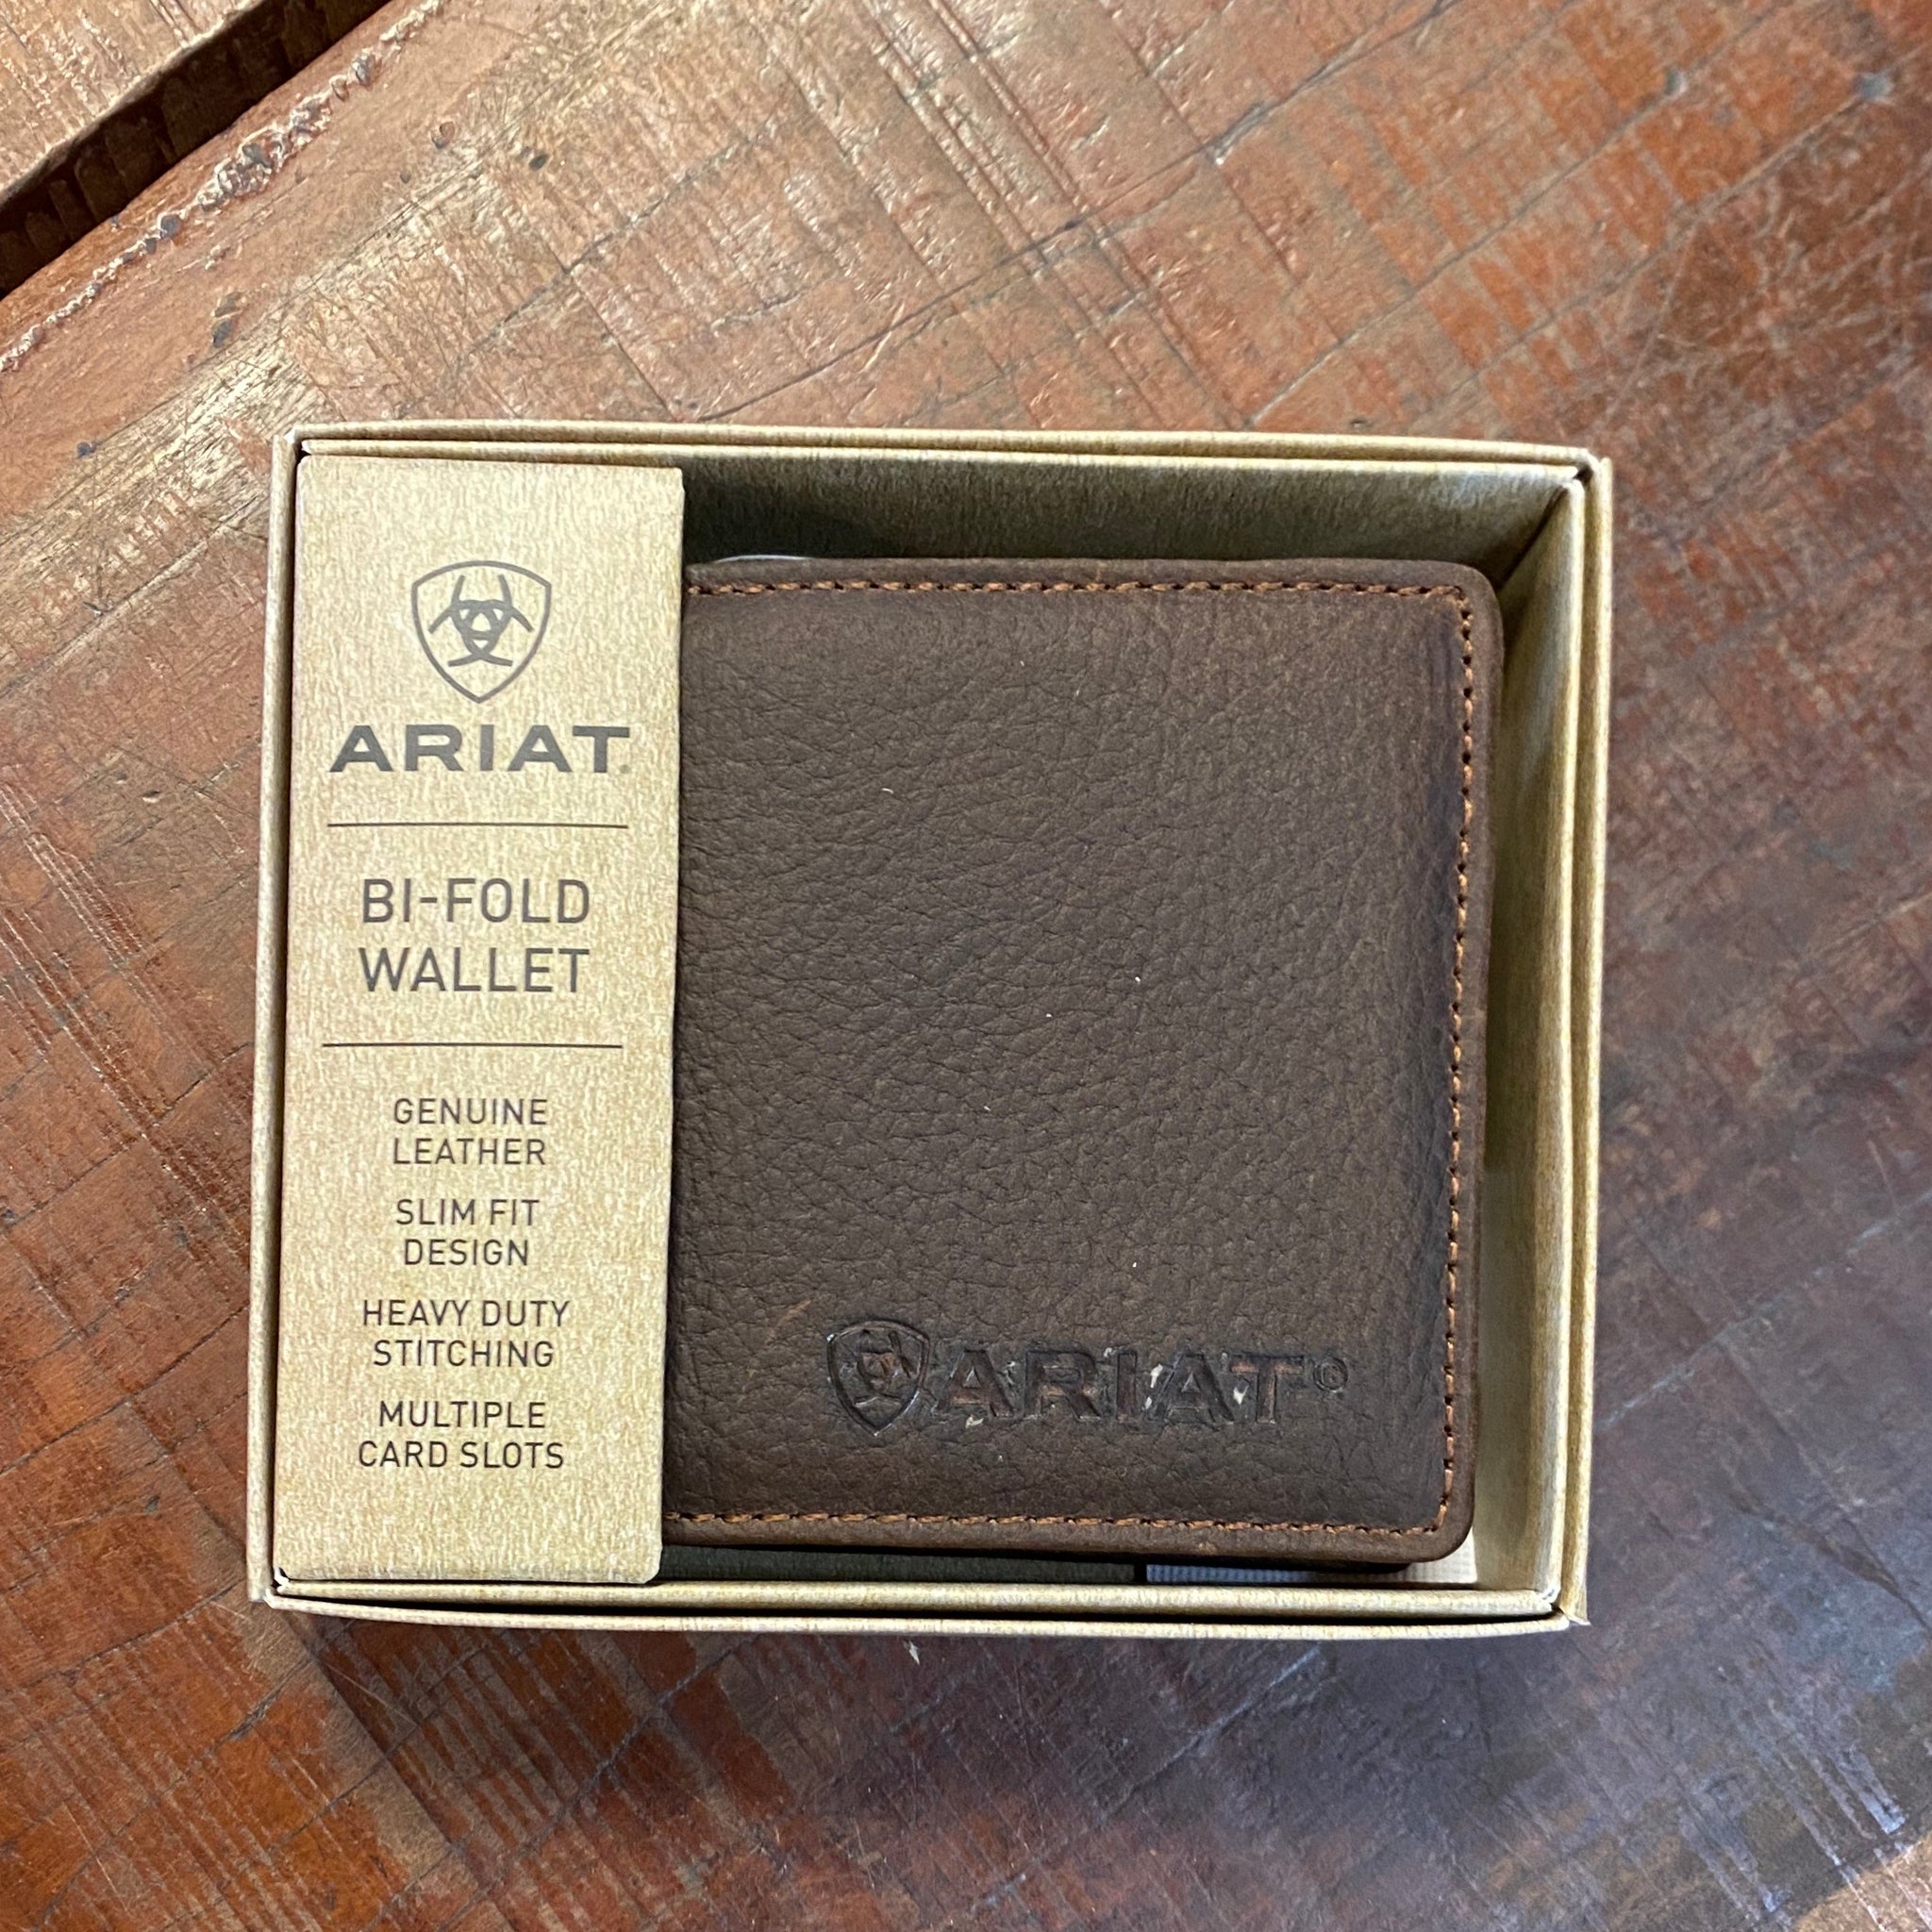 ARIAT
BI-FOLD
WALLET
GENUINE
LEATHER
SLIM FIT
DESIGN
HEAVY DUTY
STITCHING
MULTIPLE
CARD SLOTS
ARIAT©